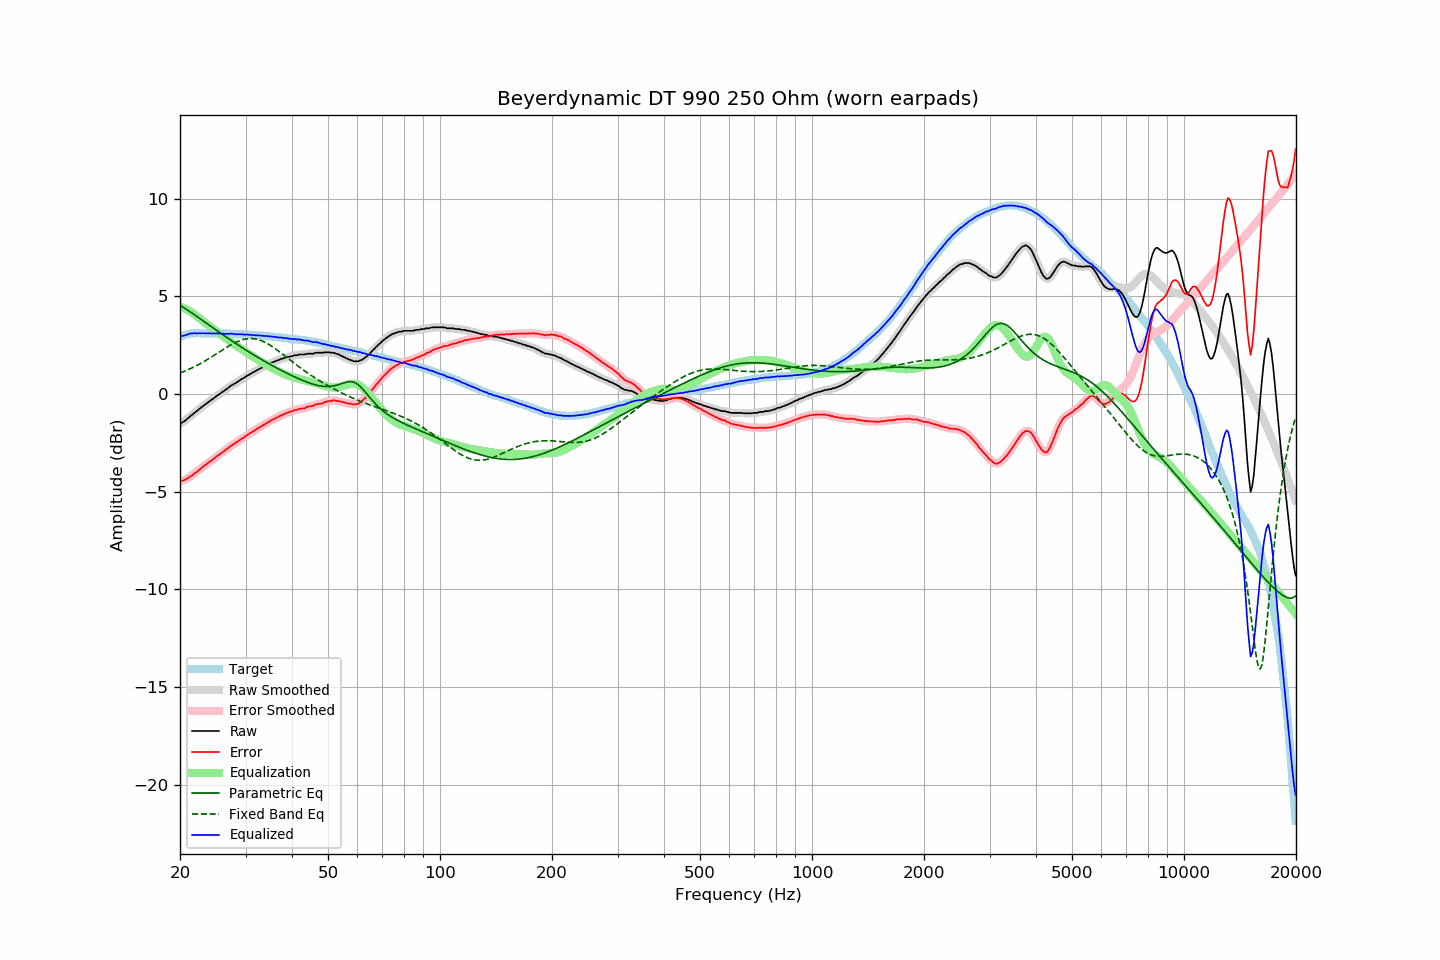 Beyerdynamic DT 990 250 Ohm (worn earpads)
Amplitude (dBr)
10
5
0
−5
−10
−15
−20
Target
Raw Smoothed
Error Smoothed
Raw
Error
Equalization
Parametric Eq
Fixed Band Eq
Equalized
20 50 100 200 500 1000 2000 5000 10000 20000
Frequency (Hz)